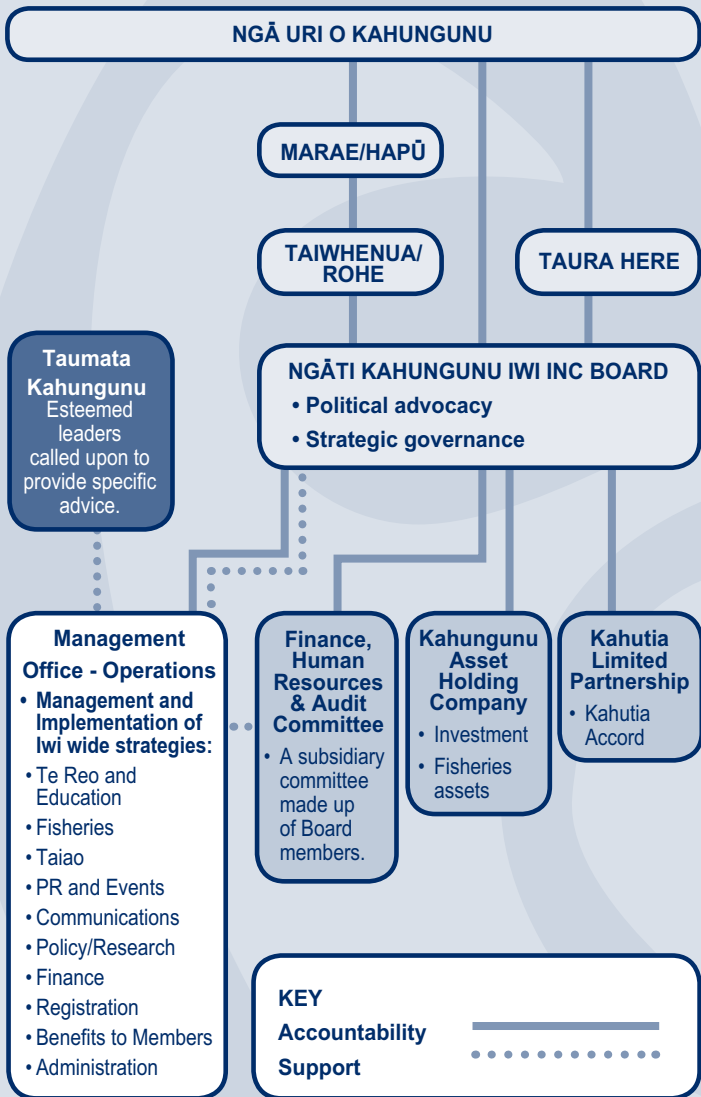 NGĀ URI O KAHUNGUNU
MARAE/HAPŪ
TAIWHENUA/
ROHE
TAURA HERE
Taumata
Kahungunu
Esteemed
leaders
called upon to
provide specific
advice.
NGĀTI KAHUNGUNU IWI INC BOARD
• Political advocacy
• Strategic governance
Management
Office - Operations
• Management and
Implementation of
Iwi wide strategies:
• Te Reo and
Education
• Fisheries
• Taiao
• PR and Events
• Communications
• Policy/Research
• Finance
• Registration
• Benefits to Members
• Administration
Finance,
Human
Resources
& Audit
Committee
• A subsidiary
committee
made up
of Board
members.
Kahungunu
Asset
Holding
Company
• Investment
• Fisheries
assets
Kahutia
Limited
Partnership
• Kahutia
Accord
KEY
Accountability
Support